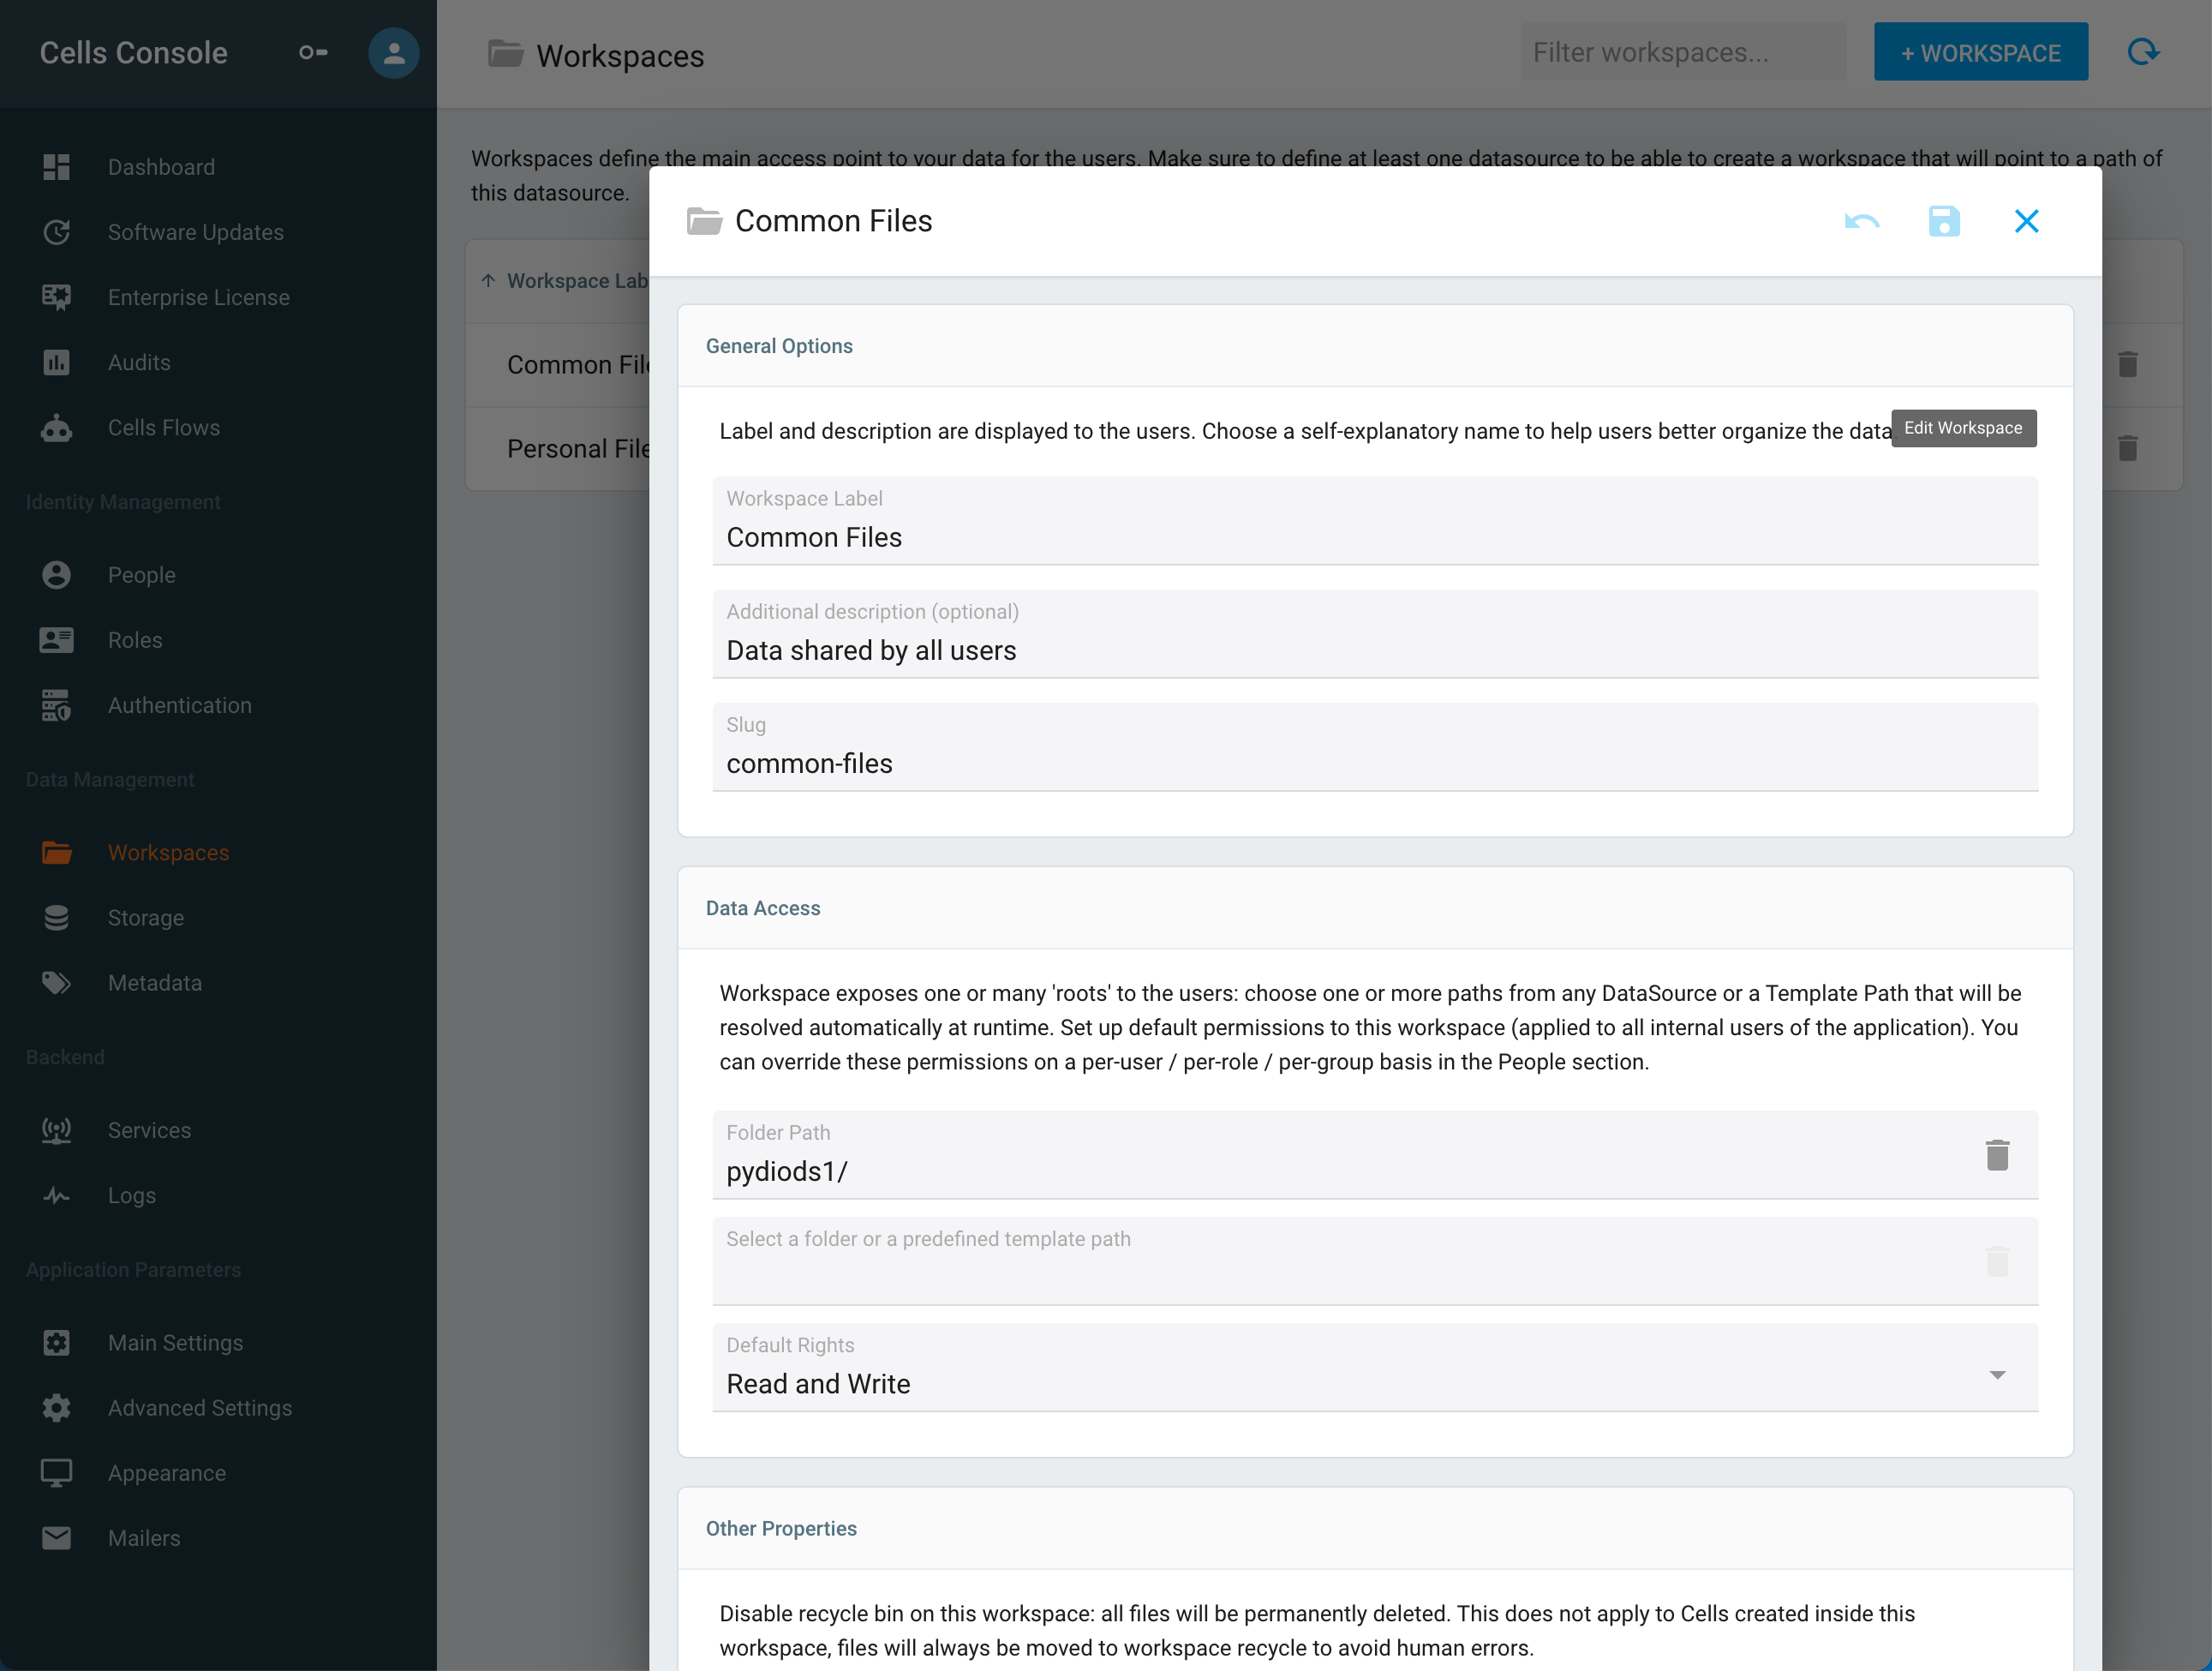 Cells Console
Dashboard
Software Updates
Enterprise License
Audits
Cells Flows
Identity Management
People
Roles
Authentication
Data Management
Workspaces
Storage
Metadata
Backend
Services
Logs
Application Parameters
Main Settings
Advanced Settings
Appearance
Mailers
Workspaces
Filter workspaces...
+ WORKSPACE
Workspaces define the main access point to your data for the users. Make sure to define at least one datasource to be able to create a workspace that will point to a path of
this datasource.
Workspace Lab
Common File
Personal File
Common Files
General Options
Label and description are displayed to the users. Choose a self-explanatory name to help users better organize the data
Edit Workspace
Workspace Label
Common Files
Additional description (optional)
Data shared by all users
Slug
common-files
Data Access
Workspace exposes one or many 'roots' to the users: choose one or more paths from any DataSource or a Template Path that will be
resolved automatically at runtime. Set up default permissions to this workspace (applied to all internal users of the application). You
can override these permissions on a per-user / per-role / per-group basis in the People section.
Folder Path
pydiods1/
Select a folder or a predefined template path
Default Rights
Read and Write
Other Properties
Disable recycle bin on this workspace: all files will be permanently deleted. This does not apply to Cells created inside this
workspace, files will always be moved to workspace recycle to avoid human errors.